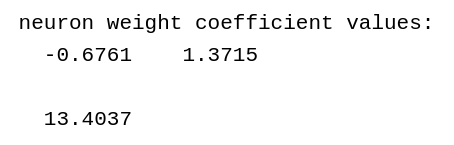 neuron weight coefficient values:
-0.6761    1.3715
13.4037